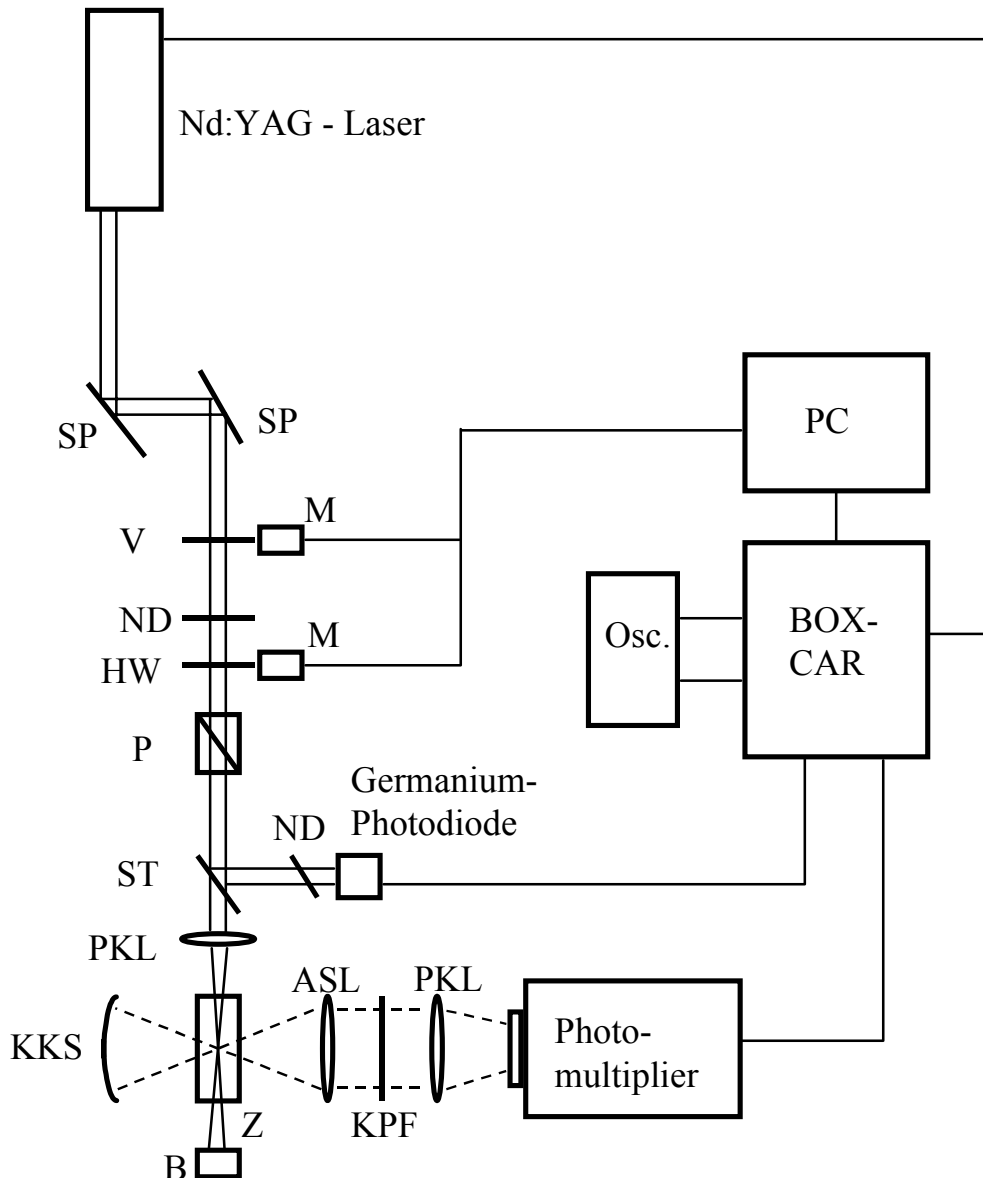 Nd:YAG - Laser
SP
SP
PC
M
V
ND
M
HW
Osc.
BOX-
CAR
P
Germanium-
Photodiode
ND
ST
PKL
ASL
PKL
KKS
Photo-
multiplier
Z
KPF
B